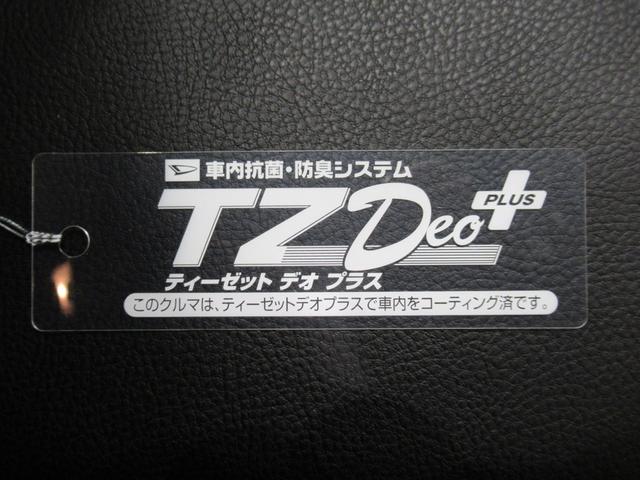 車内抗菌・防臭システム
TZ Deo PLUS
ティーゼット デオ プラス
このクルマは、ティーゼットデオプラスで車内をコーティング済です。